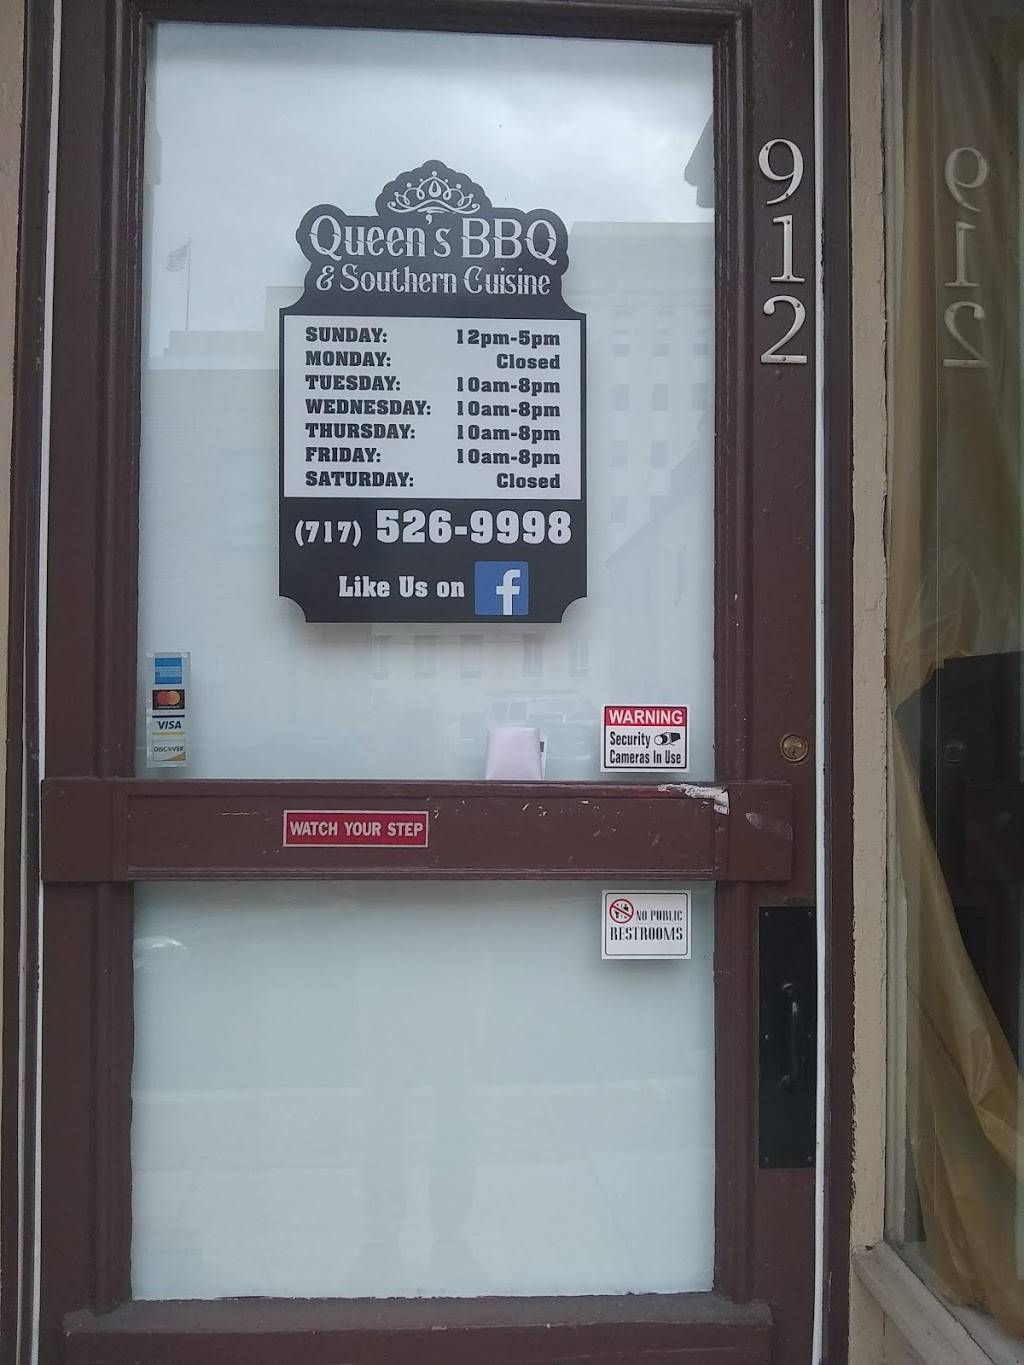 Queen's BBQ
& Southern Cuisine
SUNDAY: 12pm-5pm
MONDAY: Closed
TUESDAY: 10am-8pm
WEDNESDAY: 10am-8pm
THURSDAY: 10am-8pm
FRIDAY: 10am-8pm
SATURDAY: Closed
(717) 526-9998
Like Us on f
912
VISA
DISCOVER
WARNING
Security
Cameras In Use
WATCH YOUR STEP
NO PUBLIC
RESTROOMS